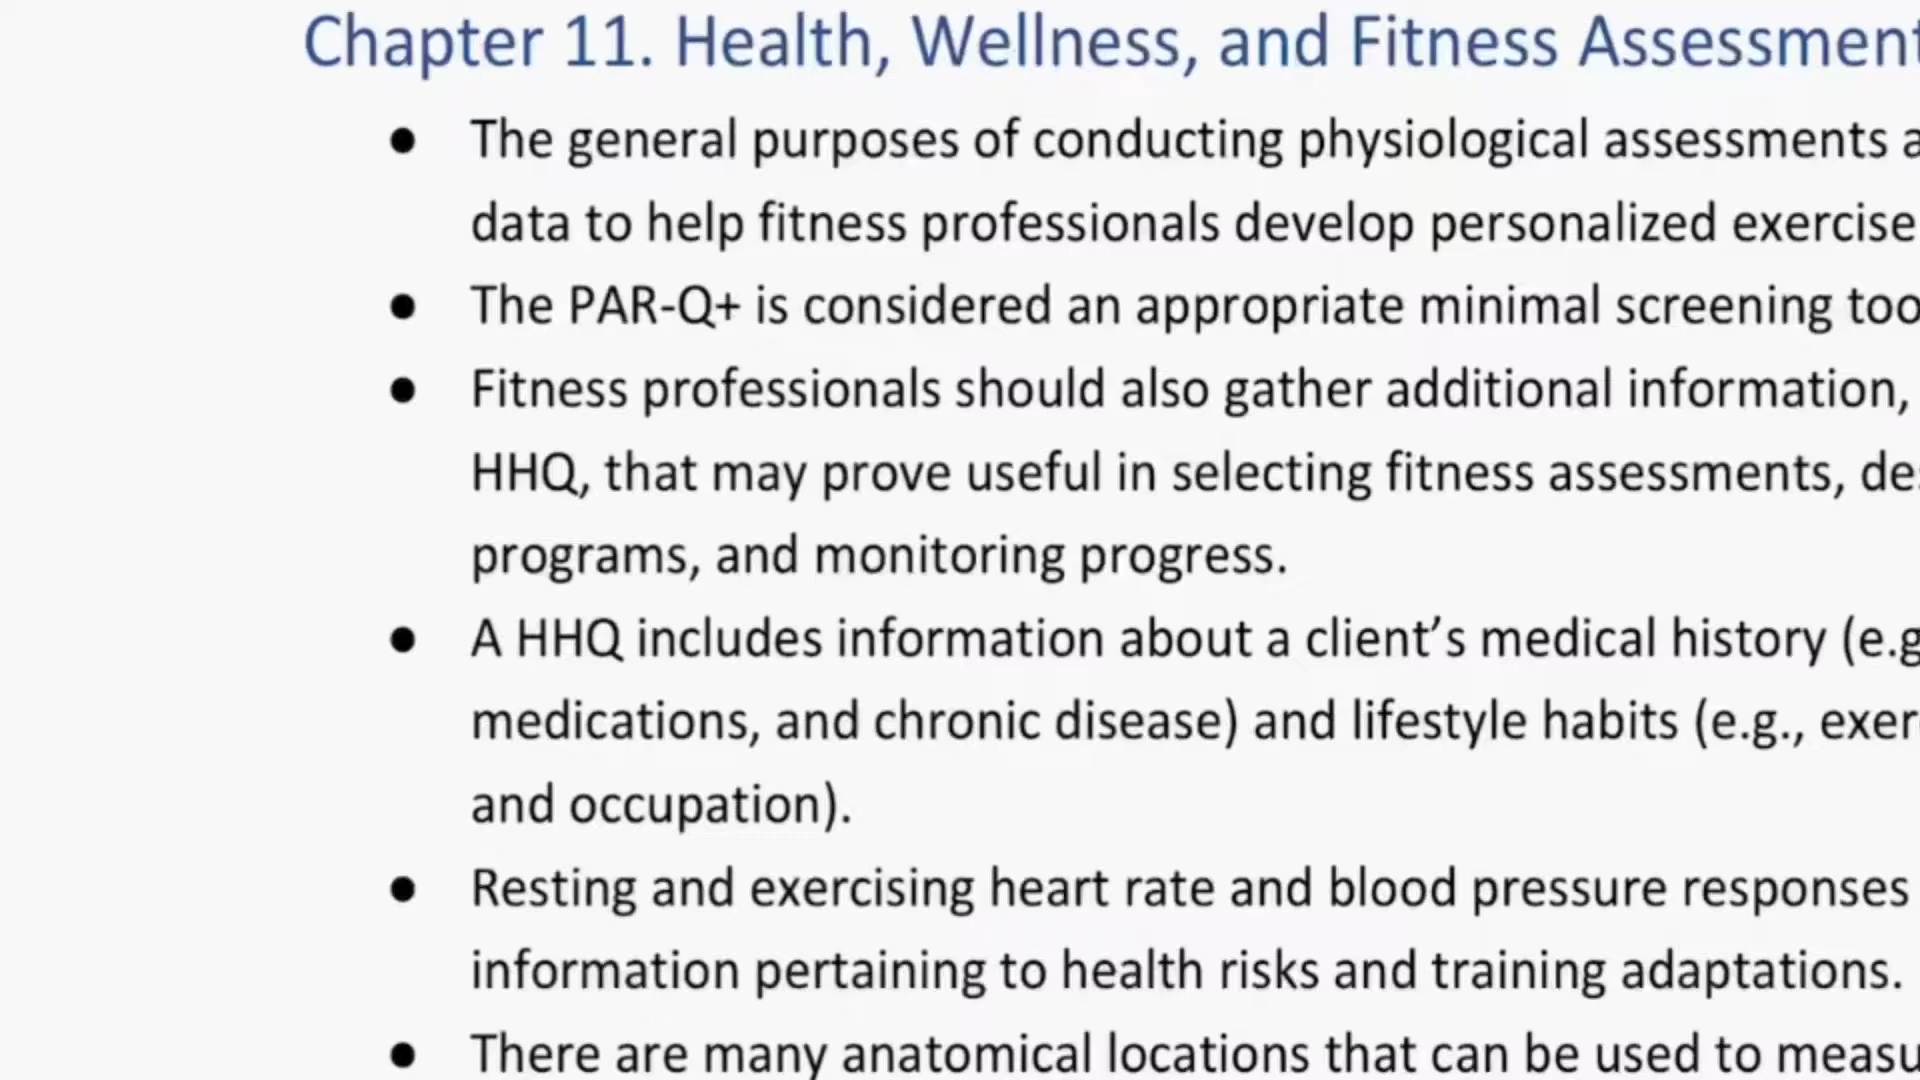 Chapter 11. Health, Wellness, and Fitness Assessment
The general purposes of conducting physiological assessments
data to help fitness professionals develop personalized exercise
The PAR-Q+ is considered an appropriate minimal screening
Fitness professionals should also gather additional information,
HHQ, that may prove useful in selecting fitness assessments,
programs, and monitoring progress.
A HHQ includes information about a client’s medical history (e.g
medications, and chronic disease) and lifestyle habits (e.g.,
and occupation).
Resting and exercising heart rate and blood pressure responses
information pertaining to health risks and training adaptations.
There are many anatomical locations that can be used to